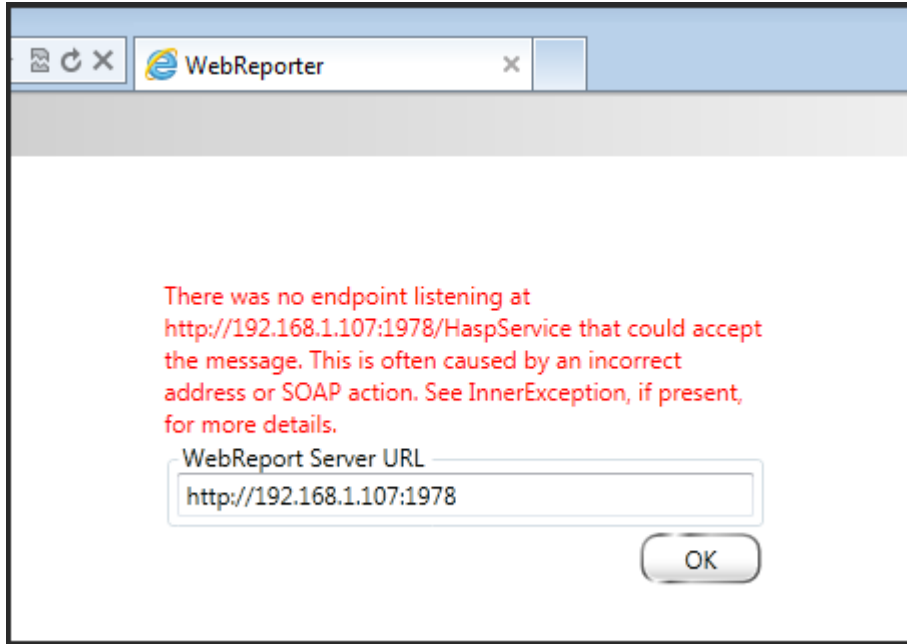 WebReporter
There was no endpoint listening at
http://192.168.1.107:1978/HaspService that could accept
the message. This is often caused by an incorrect
address or SOAP action. See InnerException, if present,
for more details.
WebReport Server URL
http://192.168.1.107:1978
OK